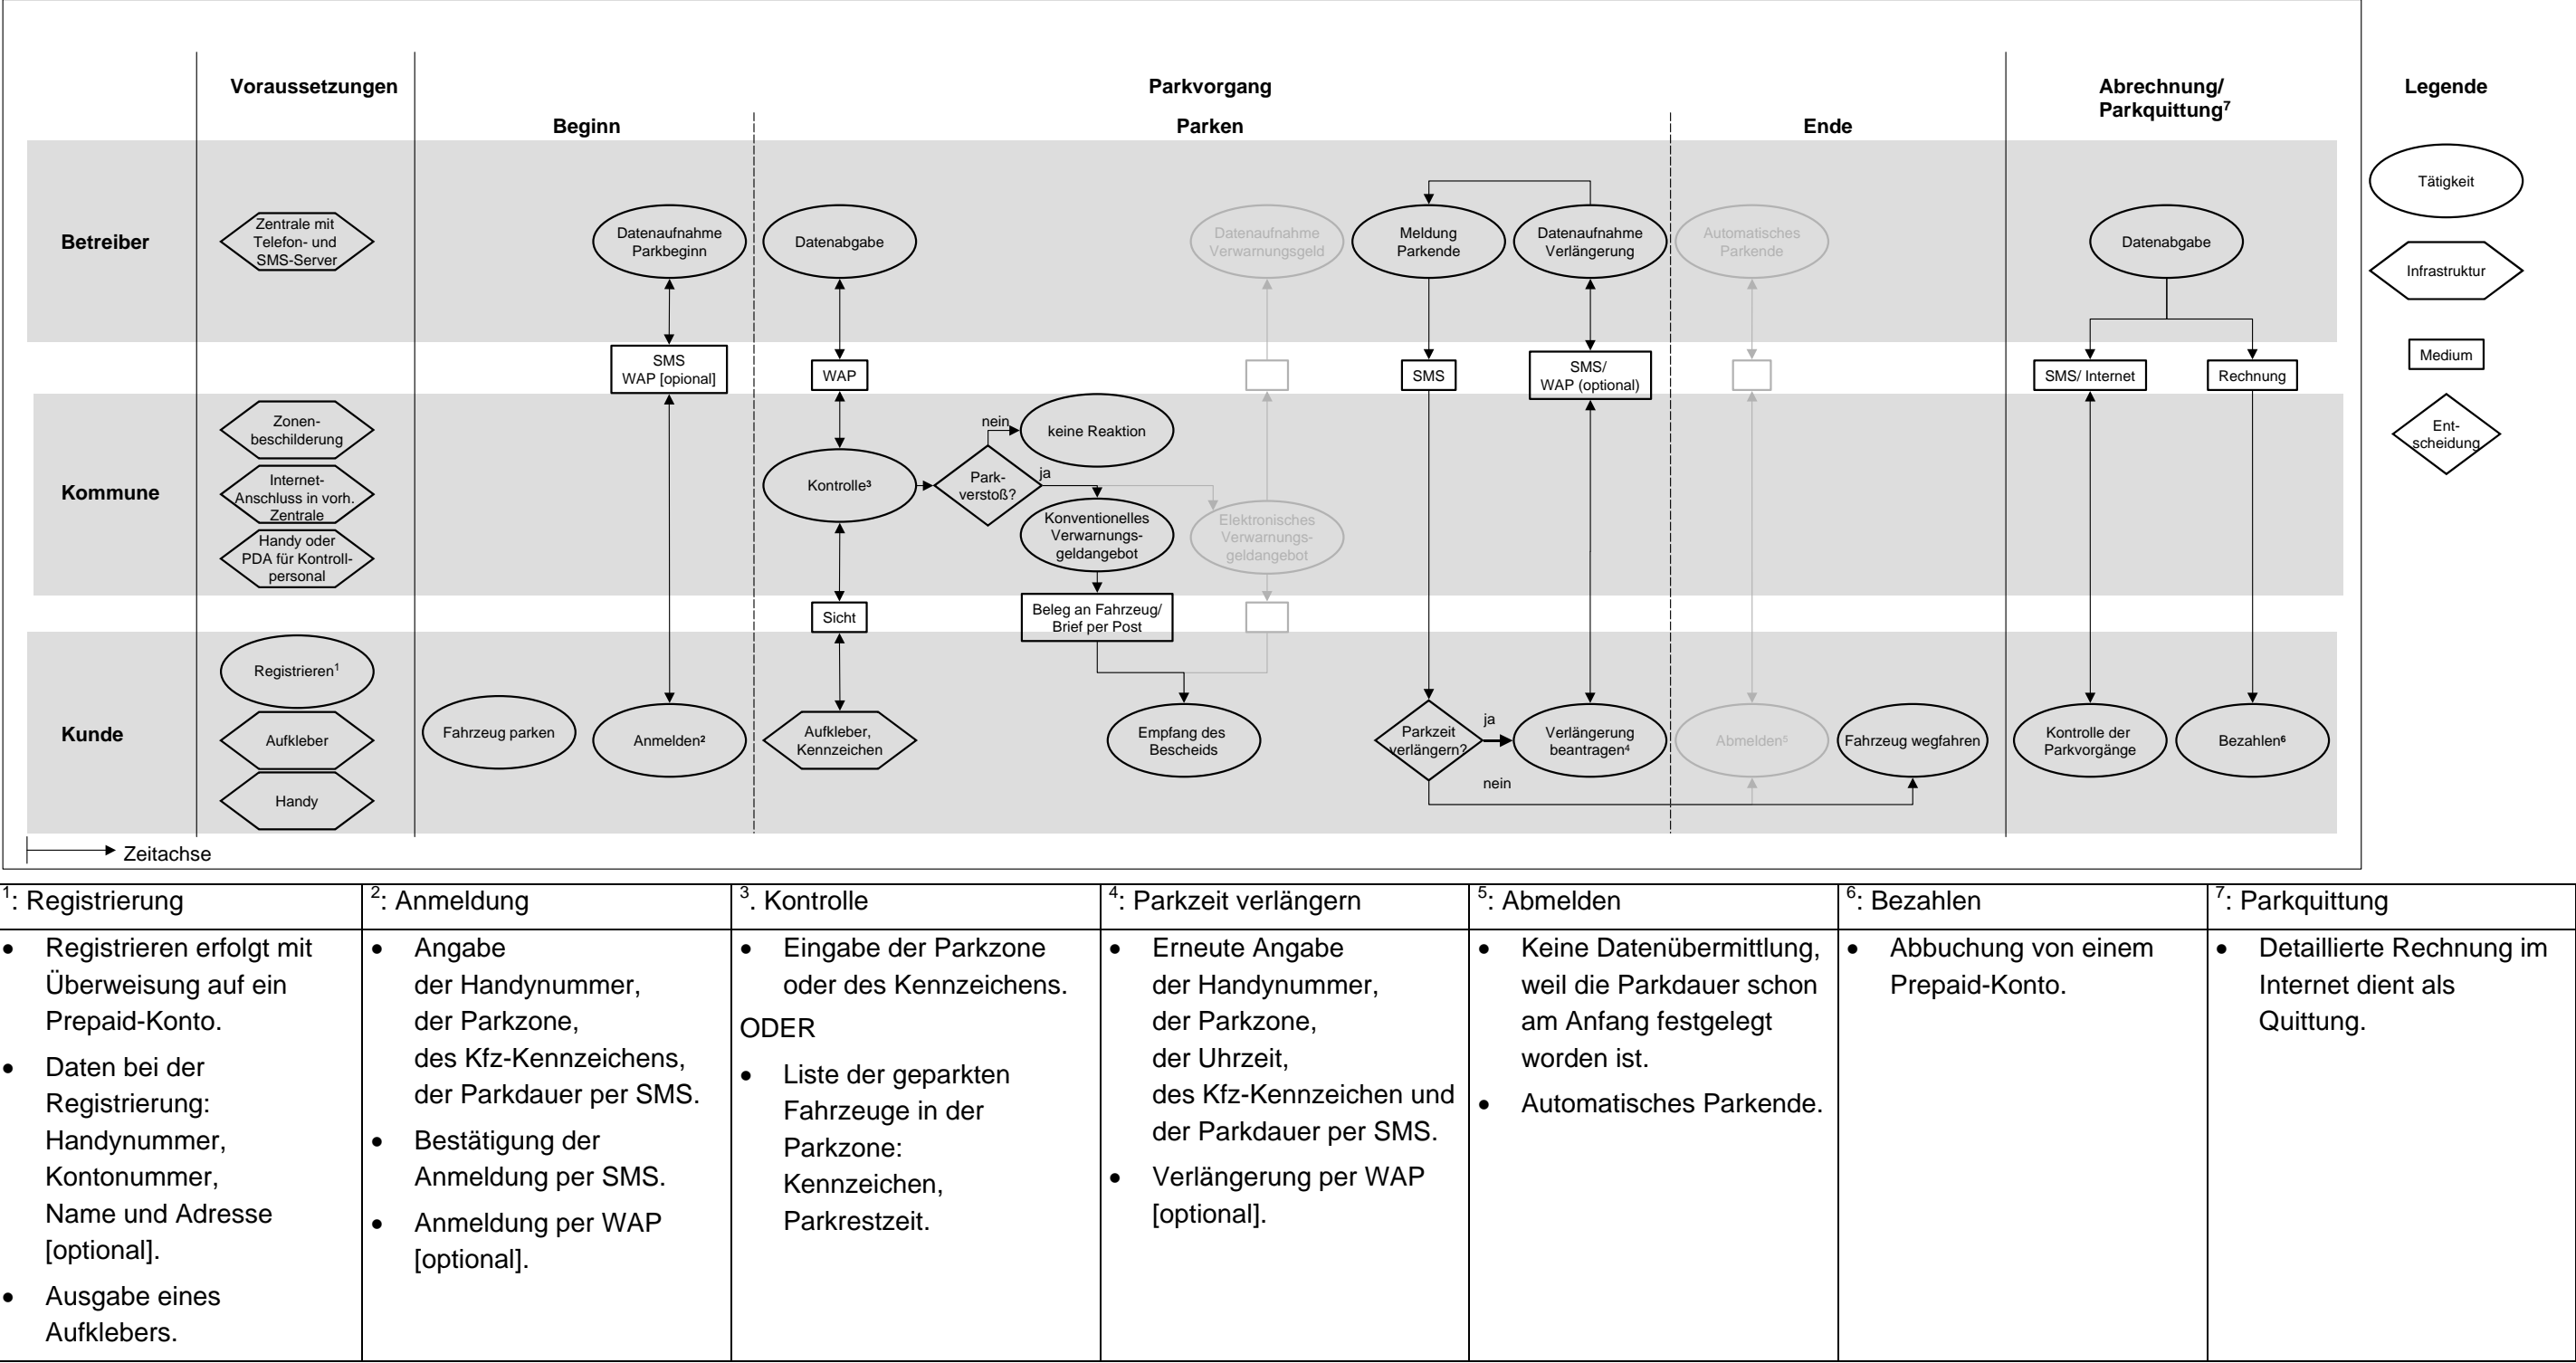 Voraussetzungen
Parkvorgang
Abrechnung/
Parkquittung7
Legende
Beginn
Parken
Ende
Betreiber
Zentrale mit
Telefon- und
SMS-Server
Datenaufnahme
Parkbeginn
Datenabgabe
Datenaufnahme
Verwarnungsgeld
Meldung
Parkende
Datenaufnahme
Verlängerung
Automatisches
Parkende
Datenabgabe
Tätigkeit
Infrastruktur
Medium
Ent-
scheidung
SMS
WAP [opional]
WAP
SMS
SMS/
WAP (optional)
SMS/ Internet
Rechnung
Kommune
Zonen-
beschilderung
Internet-
Anschluss in vorh.
Zentrale
Handy oder
PDA für Kontroll-
personal
Kontrolle3
Park-
verstoß?
nein
keine Reaktion
ja
Konventionelles
Verwarnungs-
geldangebot
Elektronisches
Verwarnungs-
geldangebot
Sicht
Beleg an Fahrzeug/
Brief per Post
Kunde
Registrieren1
Aufkleber
Handy
Fahrzeug parken
Anmelden2
Aufkleber,
Kennzeichen
Empfang des
Bescheids
Parkzeit
verlängern?
ja
nein
Verlängerung
beantragen4
Abmelden5
Fahrzeug wegfahren
Kontrolle der
Parkvorgänge
Bezahlen6
Zeitachse
1: Registrierung
• Registrieren erfolgt mit
Überweisung auf ein
Prepaid-Konto.
• Daten bei der
Registrierung:
Handynummer,
Kontonummer,
Name und Adresse
[optional].
• Ausgabe eines
Aufklebers.
2: Anmeldung
• Angabe
der Handynummer,
der Parkzone,
des Kfz-Kennzeichens,
der Parkdauer per SMS.
• Bestätigung der
Anmeldung per SMS.
• Anmeldung per WAP
[optional].
3. Kontrolle
• Eingabe der Parkzone
oder des Kennzeichens.
ODER
• Liste der geparkten
Fahrzeuge in der
Parkzone:
Kennzeichen,
Parkrestzeit.
4: Parkzeit verlängern
• Erneute Angabe
der Handynummer,
der Parkzone,
der Uhrzeit,
des Kfz-Kennzeichen und
der Parkdauer per SMS.
• Verlängerung per WAP
[optional].
5: Abmelden
• Keine Datenübermittlung,
weil die Parkdauer schon
am Anfang festgelegt
worden ist.
• Automatisches Parkende.
6: Bezahlen
• Abbuchung von einem
Prepaid-Konto.
7: Parkquittung
• Detaillierte Rechnung im
Internet dient als
Quittung.